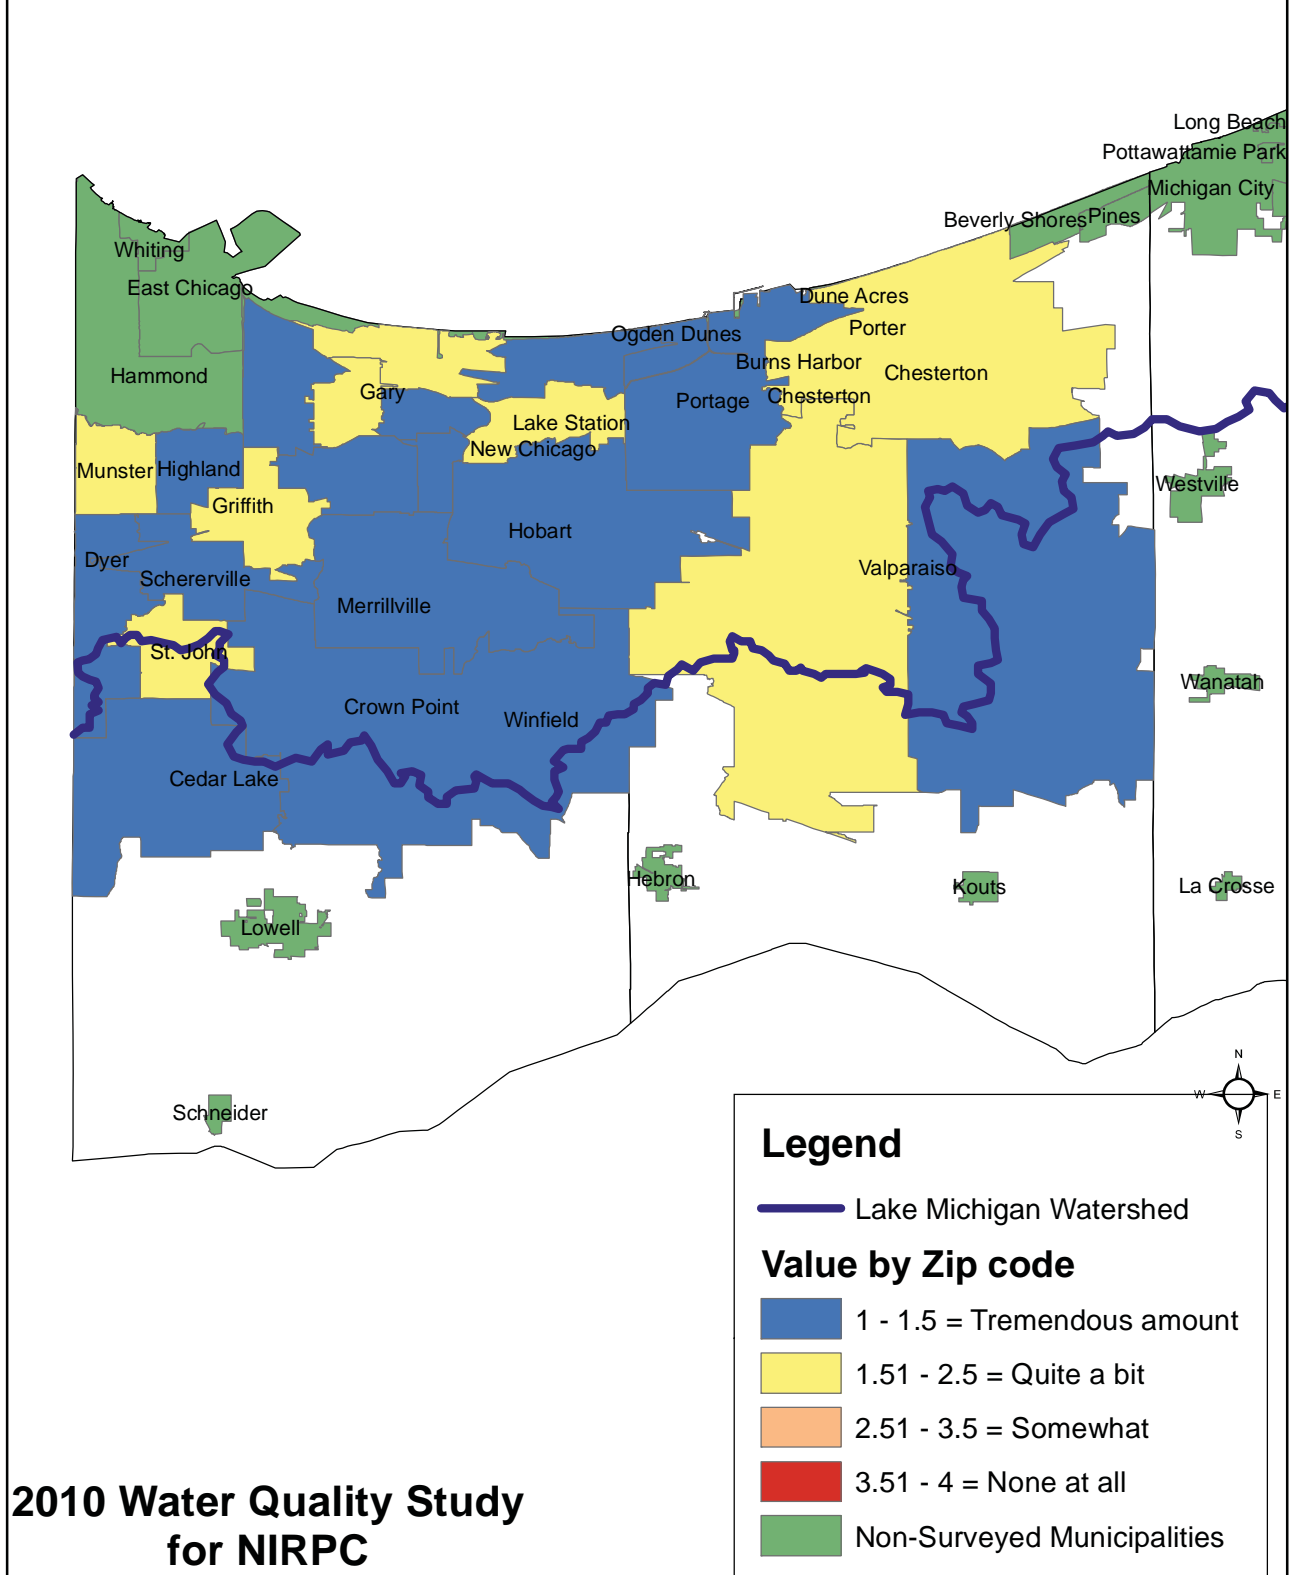 Long Beach
Pottawattamie Park
Michigan City
Beverly Shores
Pines
Whiting
East Chicago
Dune Acres
Ogden Dunes
Porter
Burns Harbor
Hammond
Chesterton
Gary
Portage
Chesterton
Lake Station
New Chicago
Munster
Highland
Westville
Griffith
Hobart
Dyer
Schererville
Valparaiso
Merrillville
St. John
Wanatah
Crown Point
Winfield
Cedar Lake
Hebron
Kouts
La Crosse
Lowell
Schneider
N
W
E
S
Legend
Lake Michigan Watershed
Value by Zip code
1 - 1.5 = Tremendous amount
1.51 - 2.5 = Quite a bit
2.51 - 3.5 = Somewhat
3.51 - 4 = None at all
Non-Surveyed Municipalities
2010 Water Quality Study
for NIRPC